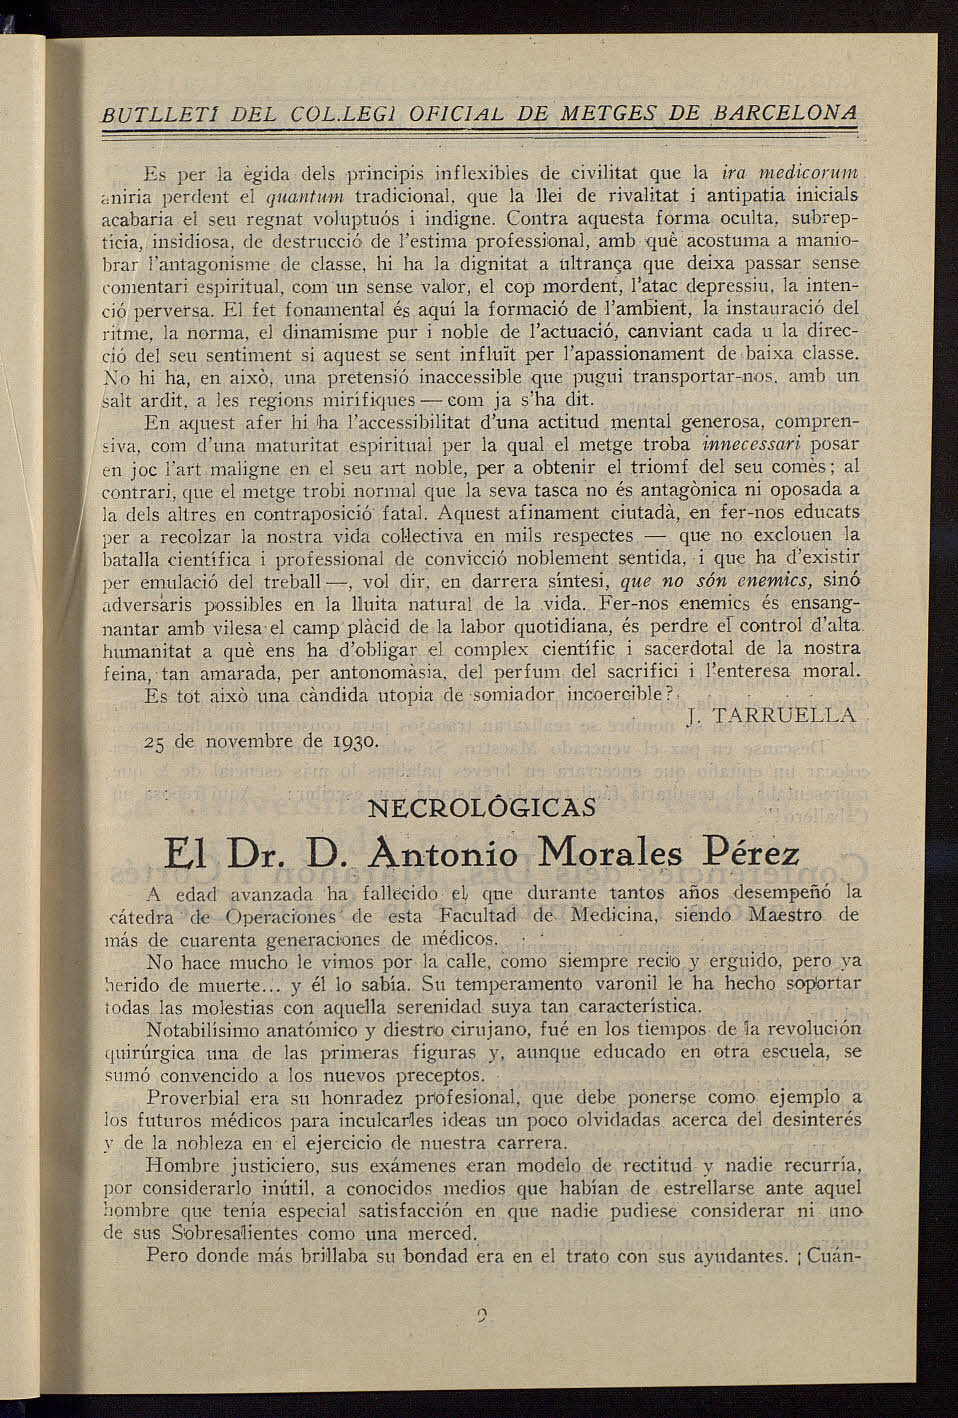 BUTLLETÍ DEL COL.LEGI OFICIAL DE METGES DE BARCELONA
Es per la ègida dels principis inflexibles de civilitat que la ira medicorum
aniria perdent el quantum tradicional, que la llei de rivalitat i antipatia inicials
acabaria el seu regnat voluptuós i indigne. Contra aquesta forma oculta, subrep-
tícia, insidiosa, de destrucció de l'estima professional, amb què acostuma a manio-
brar l'antagonisme de classe, hi ha la dignitat a ultrança que deixa passar sense
comentari espiritual, com un sense valor, el cop mordent, l'atac depressiu, la inten-
ció perversa. El fet fonamental és aquí la formació de l'ambient, la instauració del
ritme, la norma, el dinamisme pur i noble de l'actuació, canviant cada u la direc-
ció del seu sentiment si aquest se sent influït per l'apassionament de baixa classe.
No hi ha, en això, una pretensió inaccessible que pugui transportar-nos, amb un
salt ardit, a les regions mirífiques — com ja s'ha dit.
En aquest afer hi ha l'accessibilitat d'una actitud mental generosa, compren-
siva, com d'una maturitat espiritual per la qual el metge troba innecessari posar
en joc l'art maligne en el seu art noble, per a obtenir el triomf del seu comès; al
contrari, que el metge trobi normal que la seva tasca no és antagònica ni oposada a
la dels altres en contraposició fatal. Aquest afinament ciutadà, en fer-nos educats
per a recolzar la nostra vida col·lectiva en mils respectes — que no exclouen la
batalla científica i professional de convicció noblement sentida, i que ha d'existir
per emulació del treball —, vol dir, en darrera síntesi, que no són enemics, sinó
adversaris possibles en la lluita natural de la vida. Fer-nos enemics és ensang-
nantar amb vilesa el camp plàcid de la labor quotidiana, és perdre el control d'alta
humanitat a què ens ha d'obligar el complex científic i sacerdotal de la nostra
feina, tan amarada, per antonomàsia, del perfum del sacrifici i l'enteresa moral.
Es tot això una càndida utopia de somiador incoercible?
J. TARRUELLA
25 de novembre de 1930.
NECROLÓGICAS
El Dr. D. Antonio Morales Pérez
A edad avanzada ha fallecido el que durante tantos años desempeñó la
cátedra de Operaciones de esta Facultad de Medicina, siendo Maestro de
más de cuarenta generaciones de médicos.
No hace mucho le vimos por la calle, como siempre recio y erguido, pero ya
herido de muerte... y él lo sabía. Su temperamento varonil le ha hecho soportar
todas las molestias con aquella serenidad suya tan característica.
Notabilísimo anatómico y diestro cirujano, fué en los tiempos de la revolución
quirúrgica una de las primeras figuras y, aunque educado en otra escuela, se
sumó convencido a los nuevos preceptos.
Proverbial era su honradez profesional, que debe ponerse como ejemplo a
los futuros médicos para inculcarles ideas un poco olvidadas acerca del desinterés
y de la nobleza en el ejercicio de nuestra carrera.
Hombre justiciero, sus exámenes eran modelo de rectitud y nadie recurría,
por considerarlo inútil, a conocidos medios que habían de estrellarse ante aquel
hombre que tenía especial satisfacción en que nadie pudiese considerar ni uno
de sus Sobresalientes como una merced.
Pero donde más brillaba su bondad era en el trato con sus ayudantes. ¡Cuán-
9